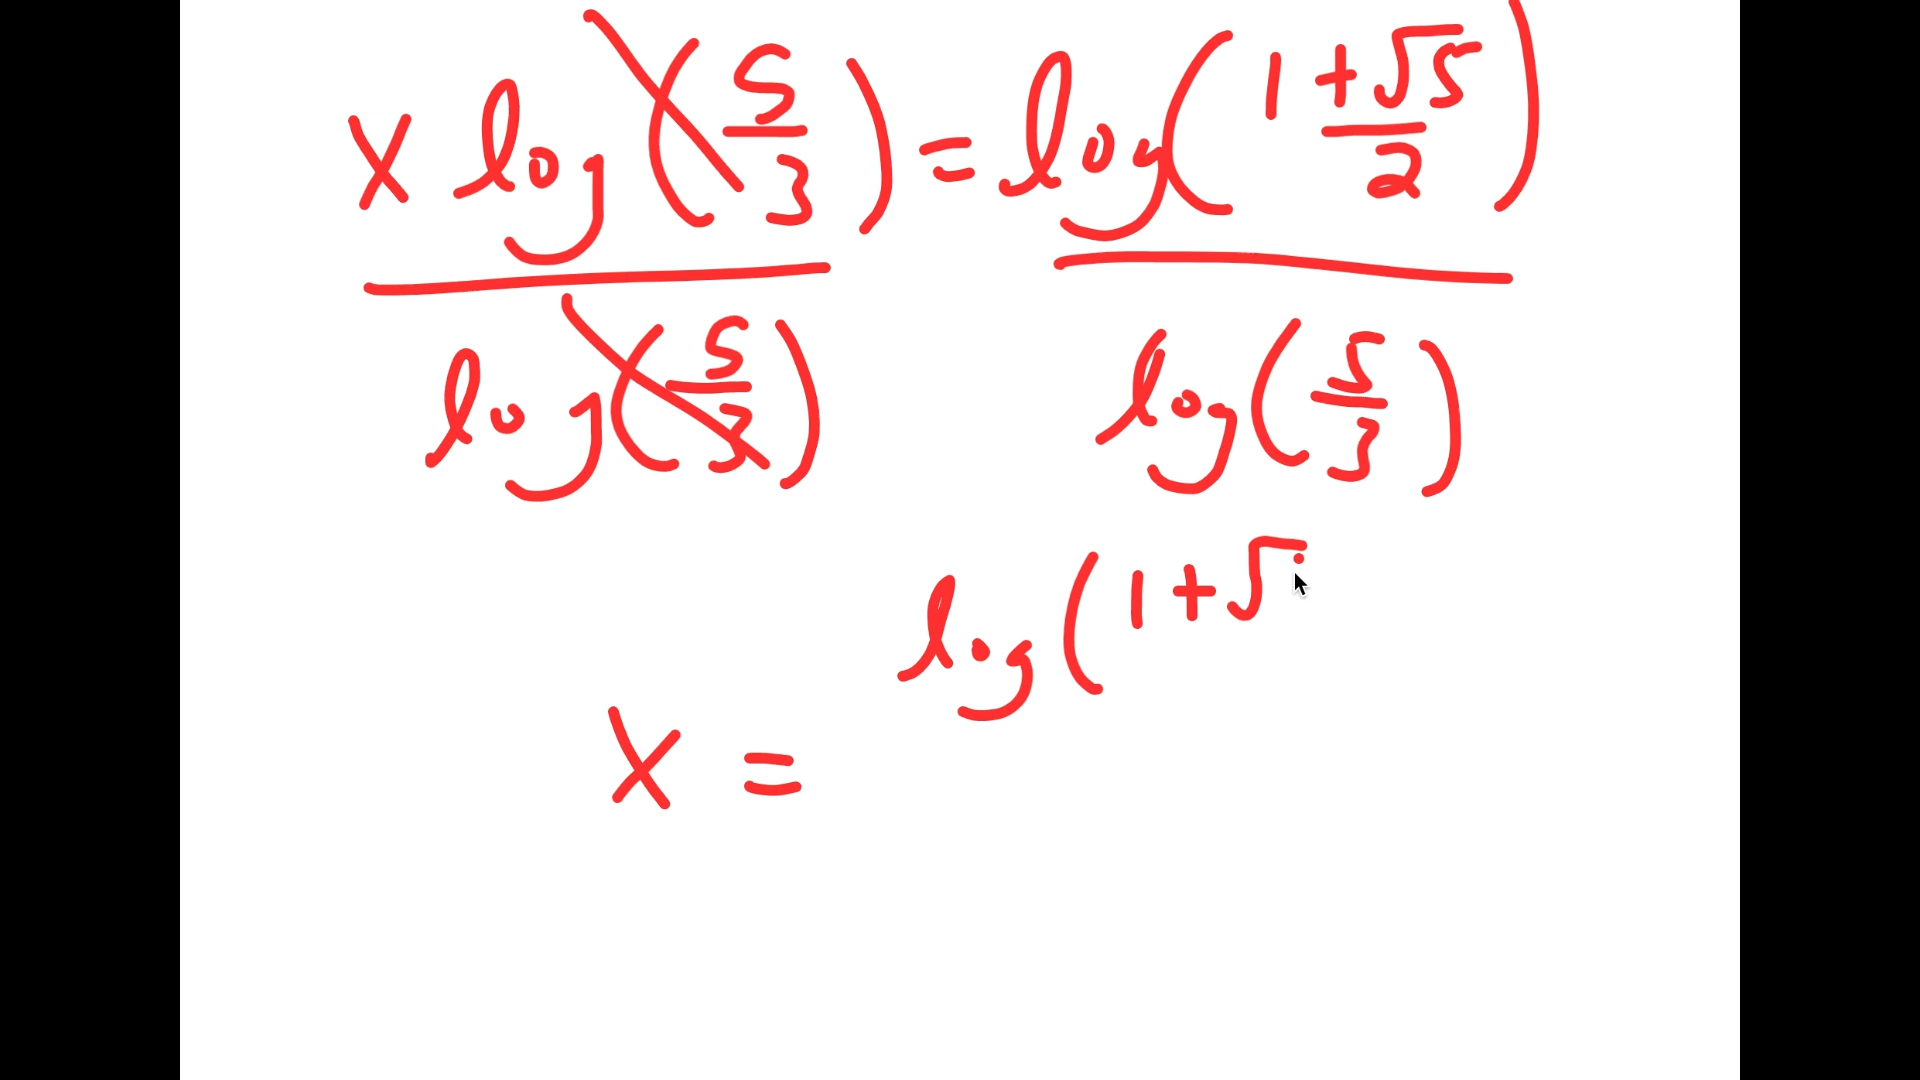 x log(5/3) = log((1+√5)/2)
log(5/3) log(5/3)
log(1+√
x =